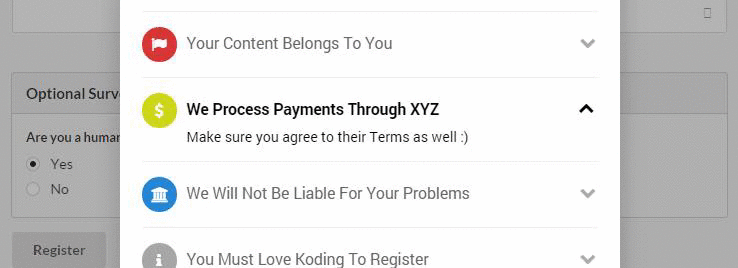 Your Content Belongs To You
Optional Surv
We Process Payments Through XYZ
Make sure you agree to their Terms as well :)
Are you a huma
Yes
No
We Will Not Be Liable For Your Problems
Register
You Must Love Koding To Register